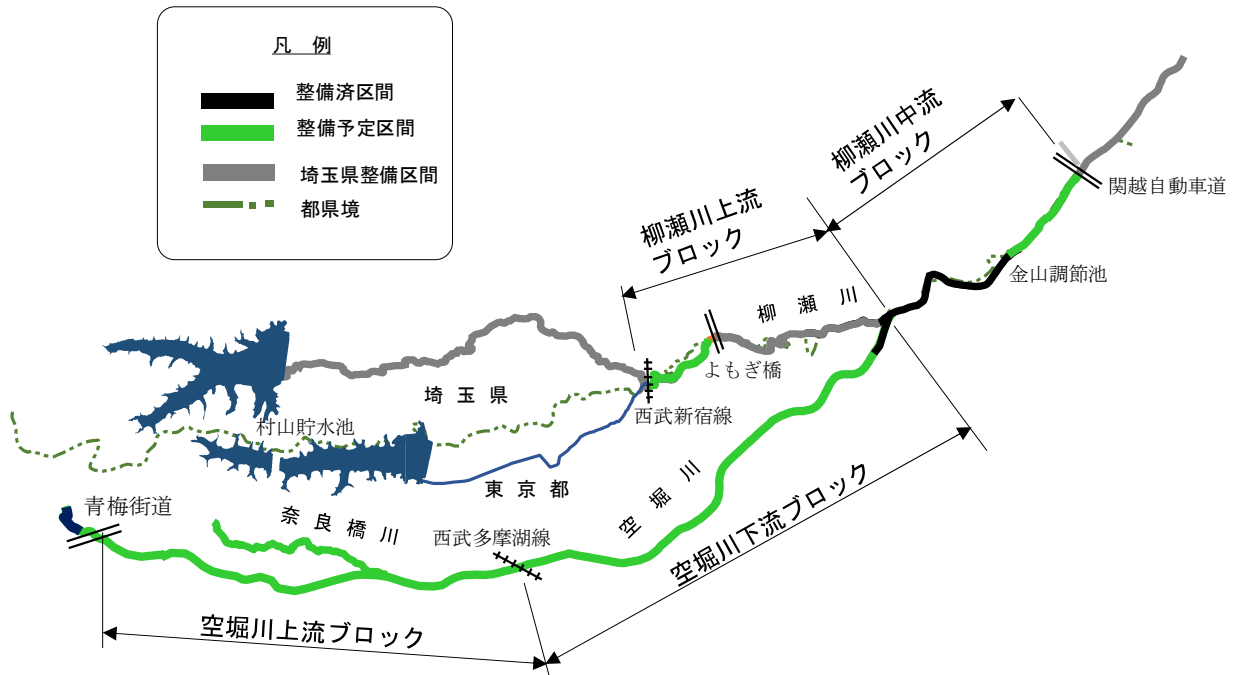 凡 例
整備済区間
整備予定区間
埼玉県整備区間
都県境
柳瀬川中流
ブロック
関越自動車道
柳瀬川上流
ブロック
金山調節池
柳瀬川
よもぎ橋
埼玉県
西武新宿線
村山貯水池
東京都
空堀川
青梅街道
奈良橋川
西武多摩湖線
空堀川下流ブロック
空堀川上流ブロック